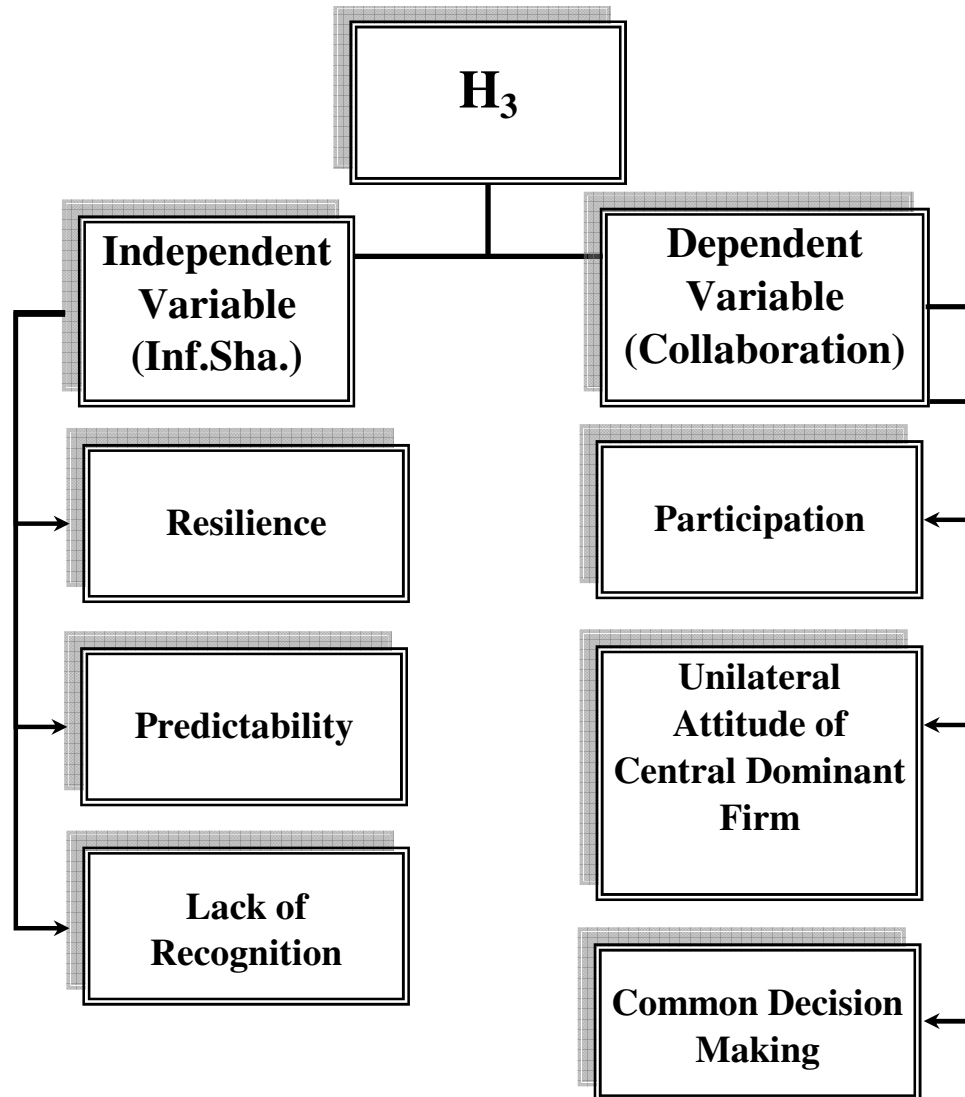 H₃
Independent
Variable
(Inf.Sha.)
Dependent
Variable
(Collaboration)
Resilience
Participation
Predictability
Unilateral
Attitude of
Central Dominant
Firm
Lack of
Recognition
Common Decision
Making